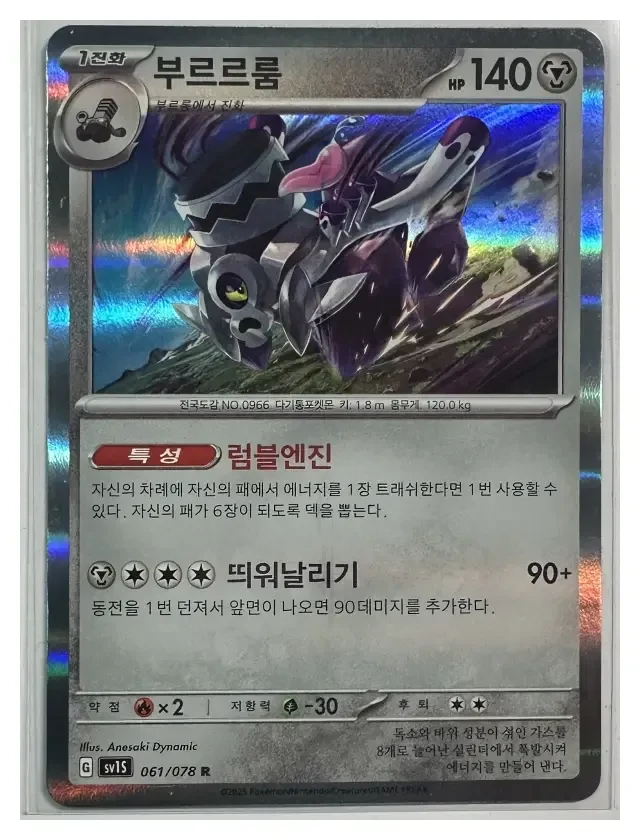 1진화
부르르룸
HP 140
부르롱에서 진화
전국도감 NO.0966 다기통포켓몬 키: 1.8 m 몸무게: 120.0 kg
특성 럼블엔진
자신의 차례에 자신의 패에서 에너지를 1장 트래쉬한다면 1번 사용할 수
있다. 자신의 패가 6장이 되도록 덱을 뽑는다.
띄워날리기 90+
동전을 1번 던져서 앞면이 나오면 90데미지를 추가한다.
약점 ×2 저항력 -30 후퇴
독소와 바위 성분이 섞인 가스를
8개로 늘어난 실린더에서 폭발시켜
에너지를 만들어 낸다.
Illus. Anesaki Dynamic
G sv1S 061/078 R
©2023 Pokémon/Nintendo/Creatures/GAME FREAK